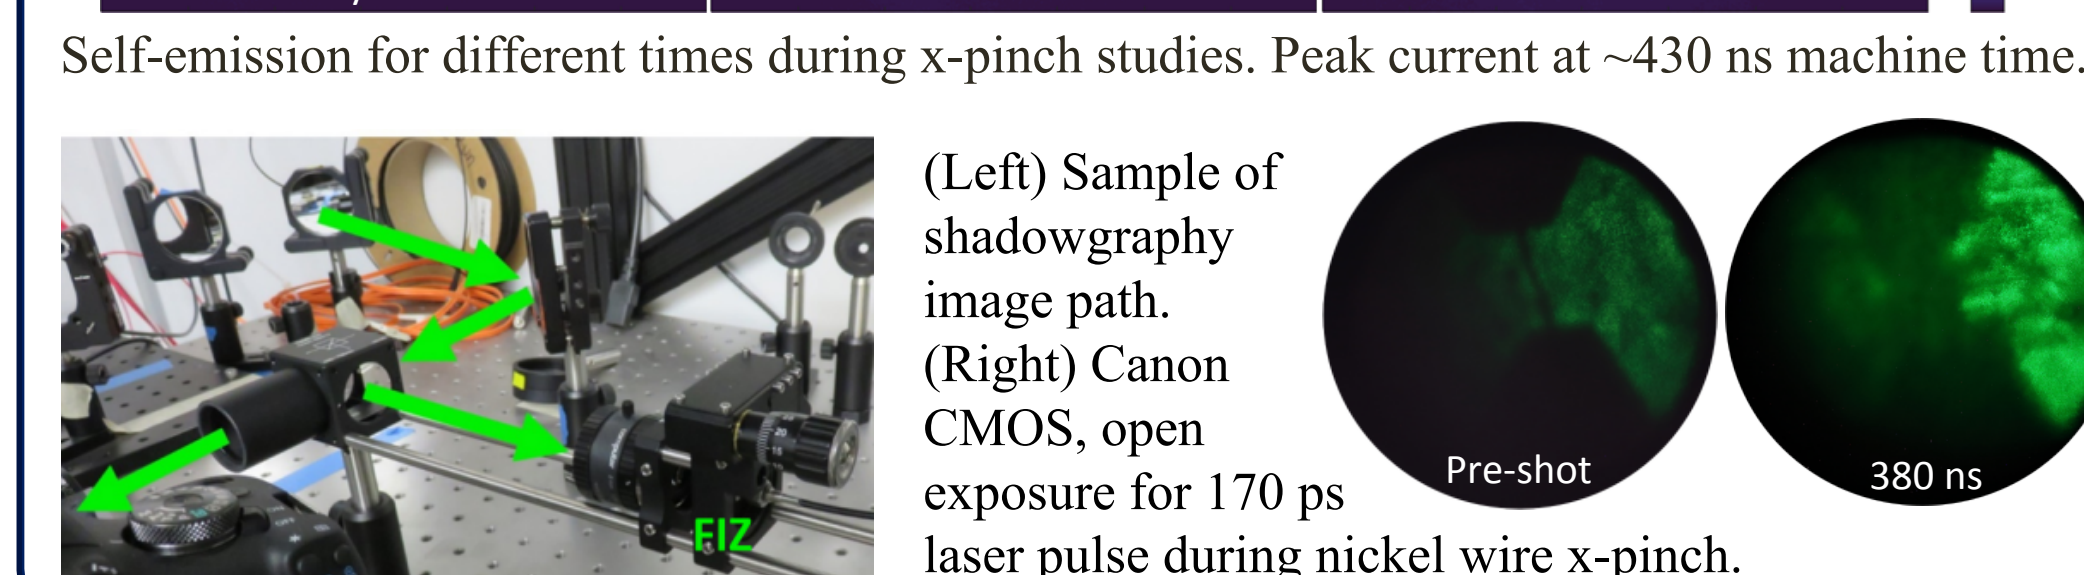 Self-emission for different times during x-pinch studies. Peak current at ~430 ns machine time.
(Left) Sample of
shadowgraphy
image path.
(Right) Canon
CMOS, open
exposure for 170 ps
laser pulse during nickel wire x-pinch.
Pre-shot
380 ns
FIZ